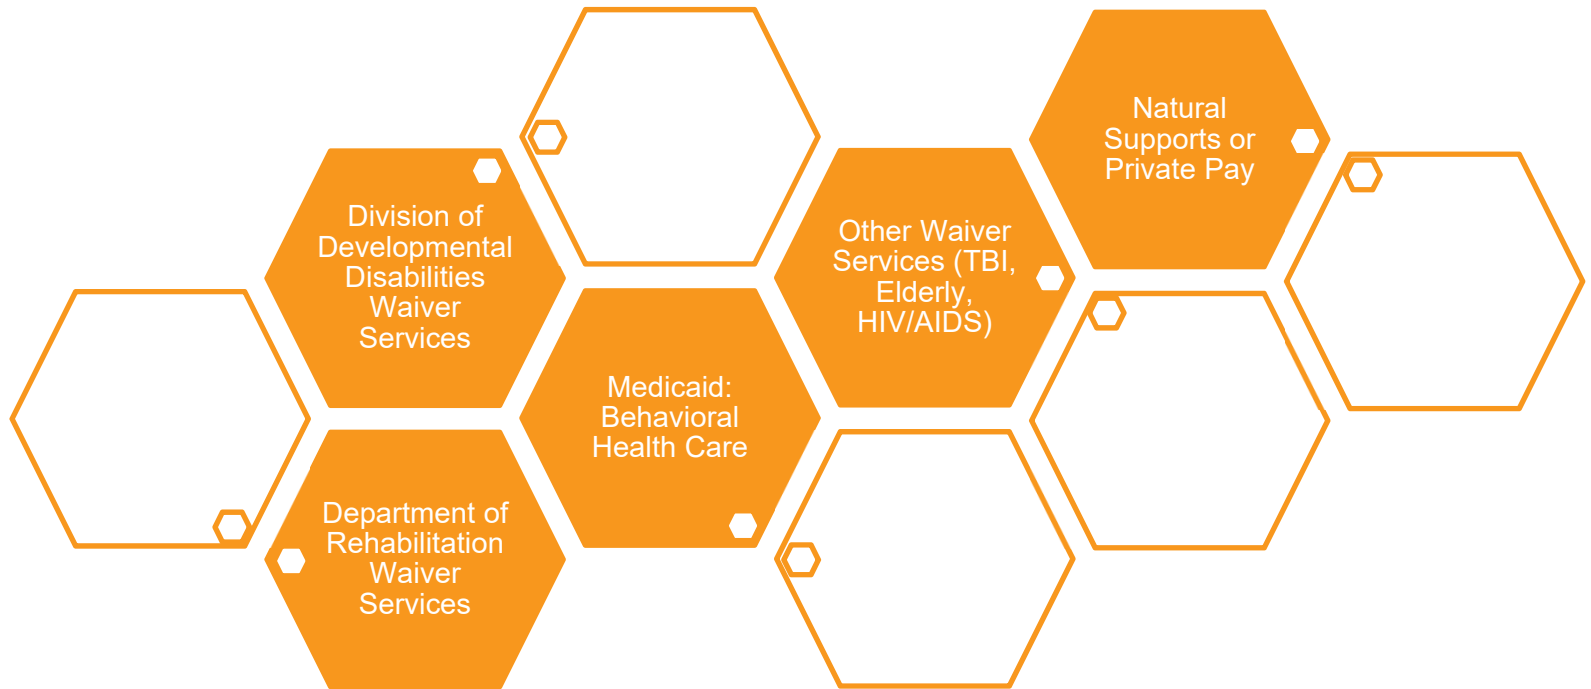 Division of
Developmental
Disabilities
Waiver
Services
Department of
Rehabilitation
Waiver
Services
Medicaid:
Behavioral
Health Care
Other Waiver
Services (TBI,
Elderly,
HIV/AIDS)
Natural
Supports or
Private Pay